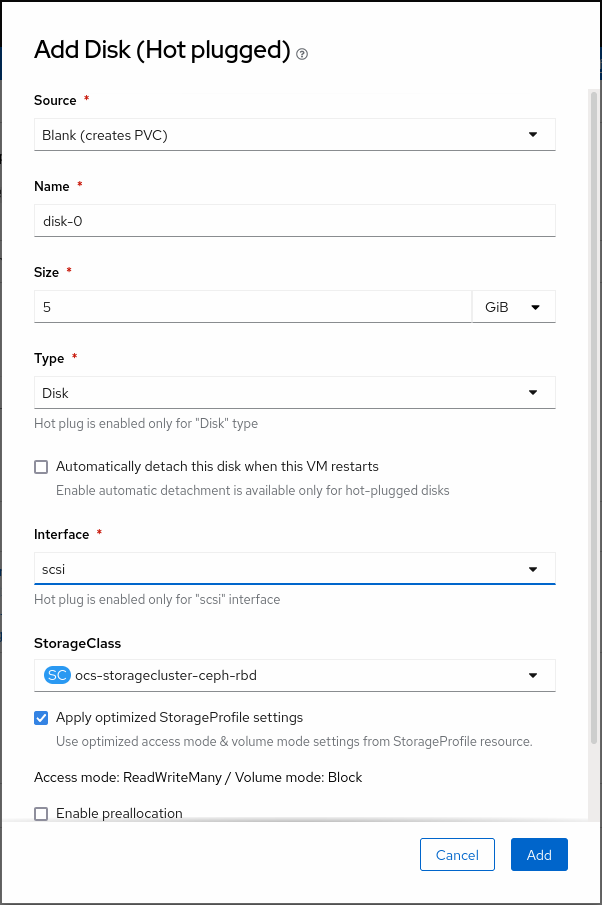 Add Disk (Hot plugged)
Source *
Blank (creates PVC)
Name *
disk-0
Size *
5 GiB
Type *
Disk
Hot plug is enabled only for "Disk" type
Automatically detach this disk when this VM restarts
Enable automatic detachment is available only for hot-plugged disks
Interface *
scsi
Hot plug is enabled only for "scsi" interface
StorageClass
SC ocs-storagecluster-ceph-rbd
Apply optimized StorageProfile settings
Use optimized access mode & volume mode settings from StorageProfile resource.
Access mode: ReadWriteMany / Volume mode: Block
Enable preallocation
Cancel Add